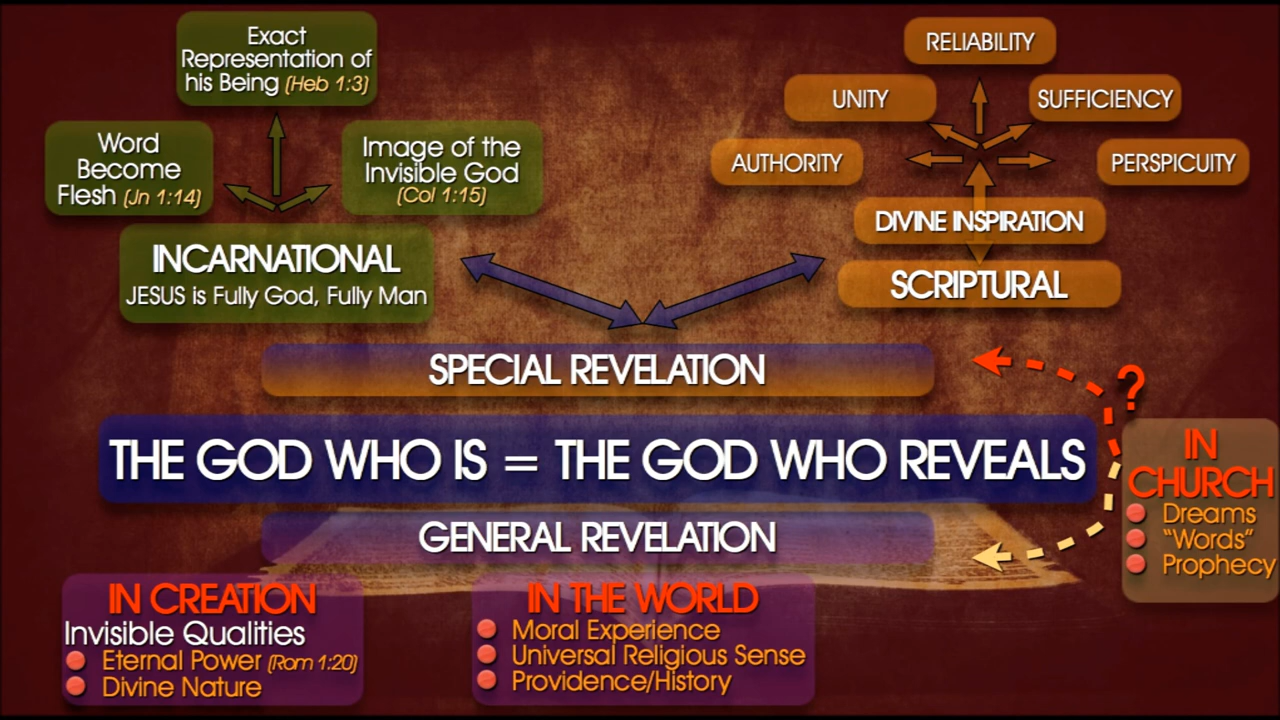 Exact
Representation of
his Being (Heb 1:3)
Word
Become
Flesh (Jn 1:14)
Image of the
Invisible God
(Col 1:15)
INCARNATIONAL
JESUS is Fully God, Fully Man
RELIABILITY
UNITY
SUFFICIENCY
AUTHORITY
PERSPICUITY
DIVINE INSPIRATION
SCRIPTURAL
SPECIAL REVELATION
?
THE GOD WHO IS = THE GOD WHO REVEALS
IN
CHURCH
Dreams
"Words"
Prophecy
GENERAL REVELATION
IN CREATION
Invisible Qualities
Eternal Power (Rom 1:20)
Divine Nature
IN THE WORLD
Moral Experience
Universal Religious Sense
Providence/History